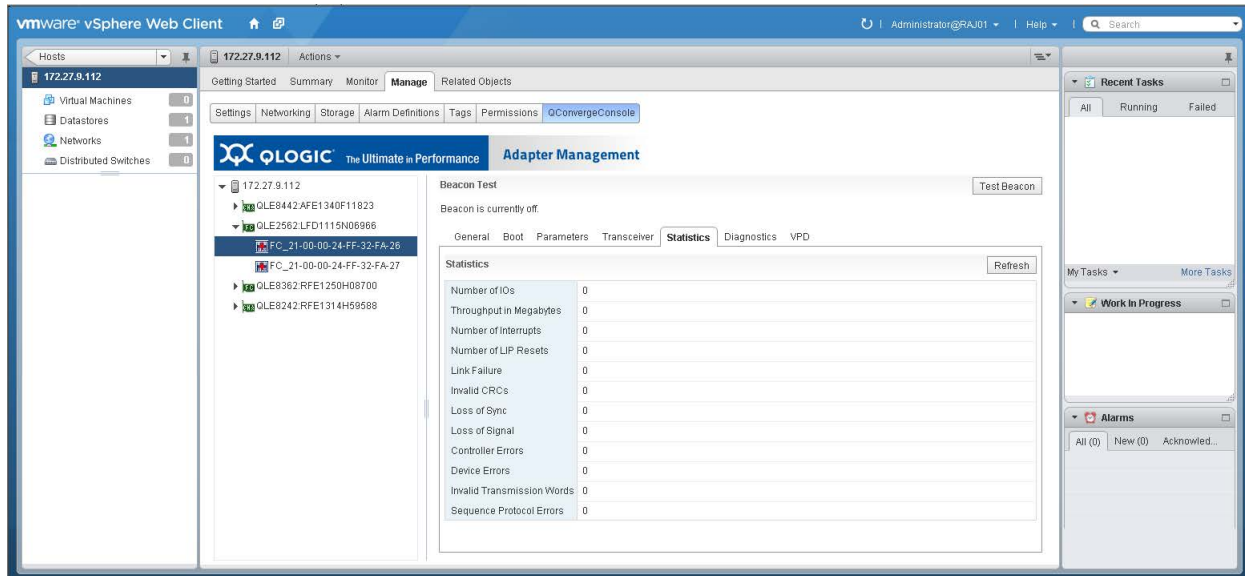 vmware® vSphere Web Client
Administrator@RAJ01 | Help | Search
Hosts
172.27.9.112
Virtual Machines 0
Datastores 1
Networks 1
Distributed Switches 0
172.27.9.112 Actions
Getting Started Summary Monitor Manage Related Objects
Settings Networking Storage Alarm Definitions Tags Permissions QConvergeConsole
QLOGIC The Ultimate in Performance Adapter Management
172.27.9.112
QLE8442:AFE1340F11823
QLE2562:LFD1115N06966
FC_21-00-00-24-FF-32-FA-26
FC_21-00-00-24-FF-32-FA-27
QLE8362:RFE1250H08700
QLE8242:RFE1314H59588
Beacon Test Test Beacon
Beacon is currently off.
General Boot Parameters Transceiver Statistics Diagnostics VPD
Statistics Refresh
Number of IOs 0
Throughput in Megabytes 0
Number of Interrupts 0
Number of LIP Resets 0
Link Failure 0
Invalid CRCs 0
Loss of Sync 0
Loss of Signal 0
Controller Errors 0
Device Errors 0
Invalid Transmission Words 0
Sequence Protocol Errors 0
Recent Tasks
All Running Failed
My Tasks More Tasks
Work In Progress
Alarms
All (0) New (0) Acknowled...